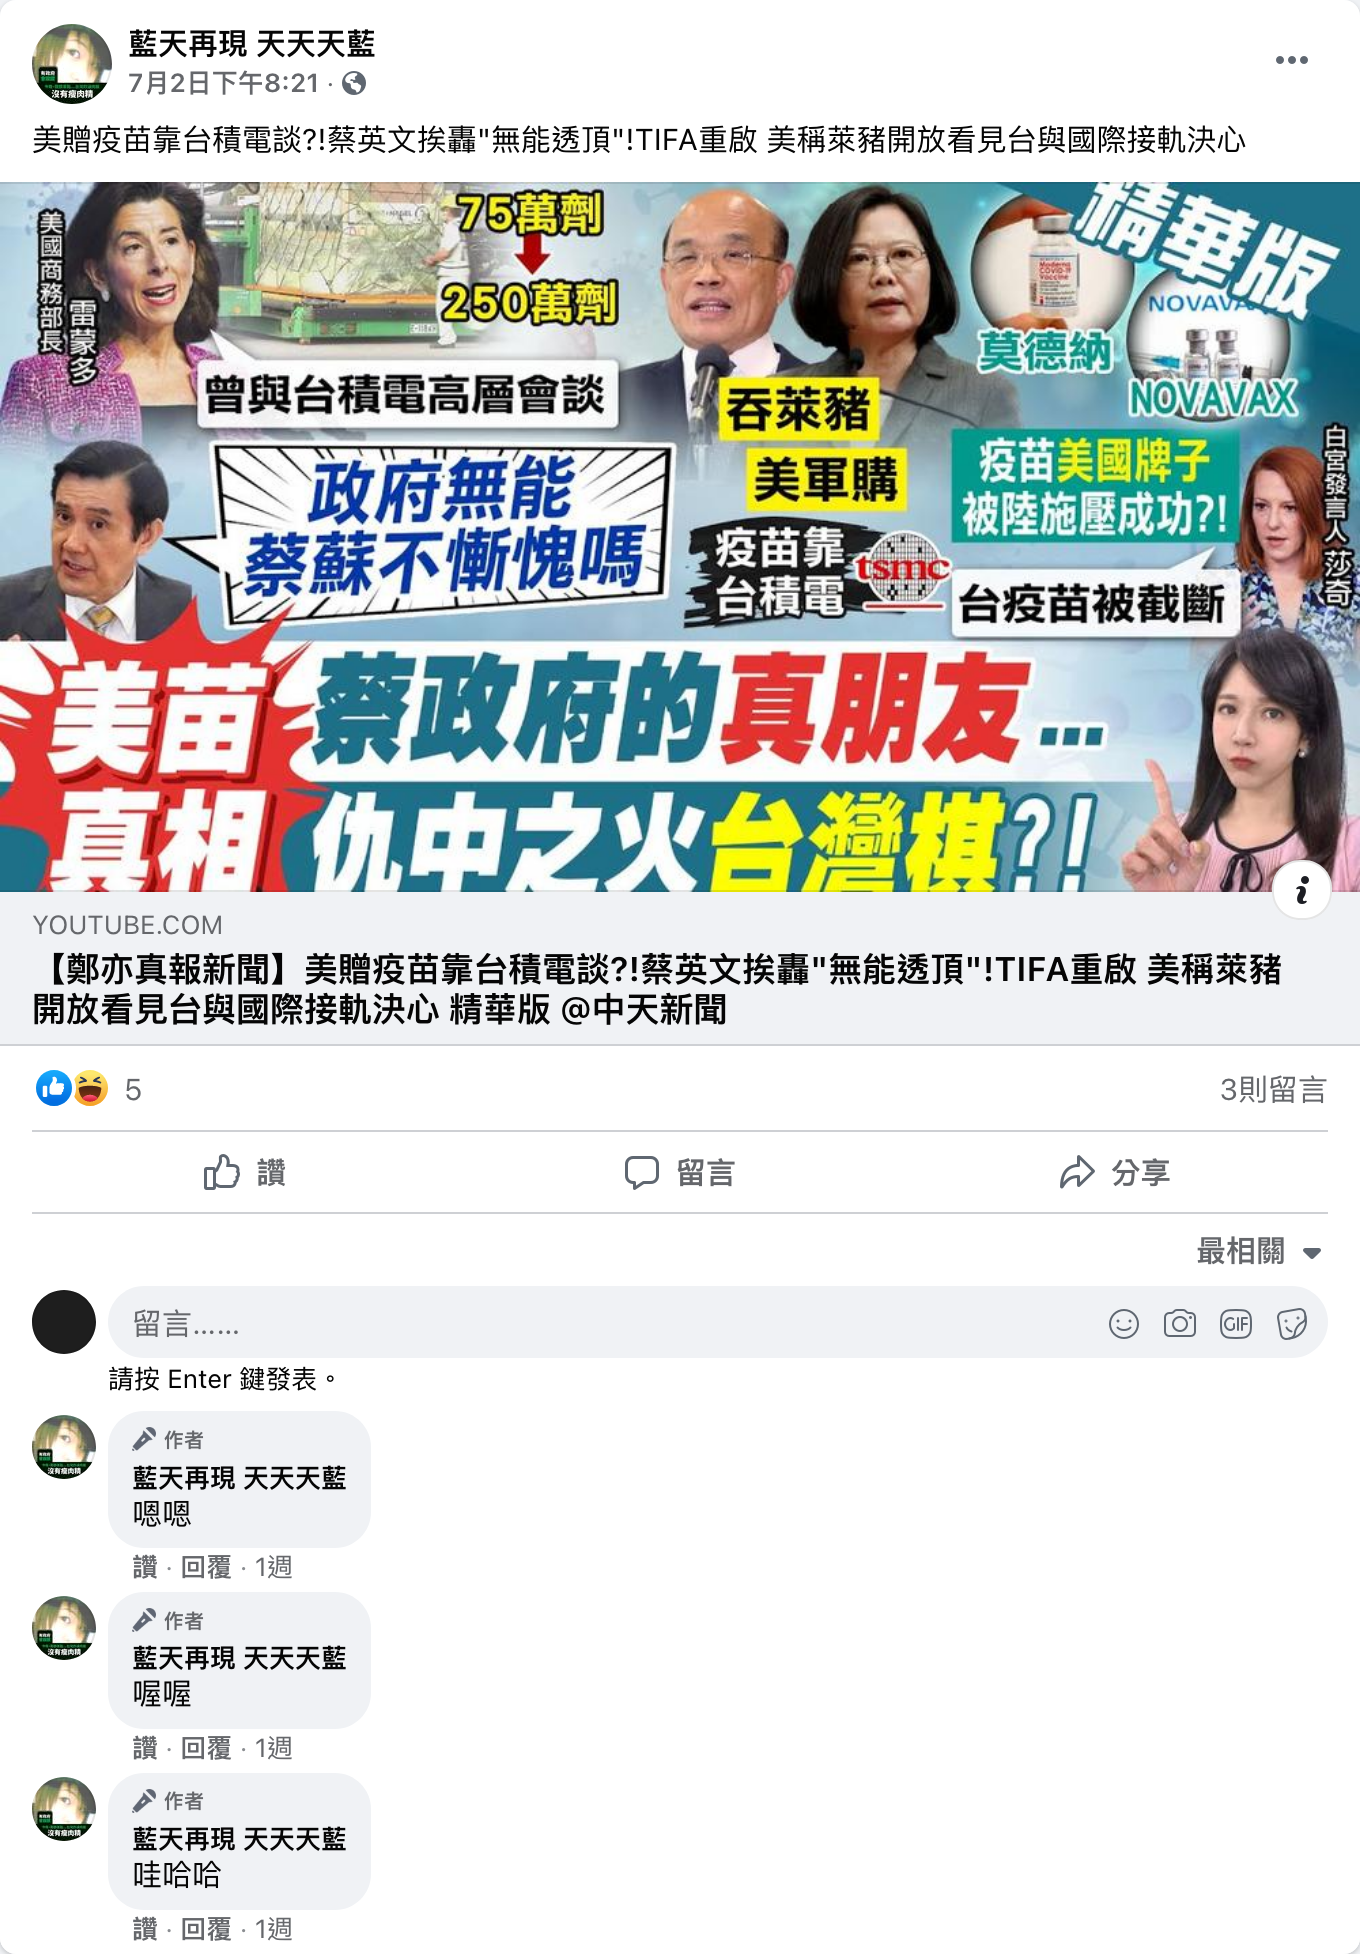 藍天再現 天天天藍
7月2日下午8:21 ·
美贈疫苗靠台積電談?!蔡英文挨轟"無能透頂"!TIFA重啟 美稱萊豬開放看見台與國際接軌決心
美國商務部長
雷蒙多
75萬劑
250萬劑
曾與台積電高層會談
精華版
Moderna
COVID-19
Vaccine
莫德納
NOVAVAX
吞萊豬
美軍購
疫苗靠
台積電
tsmc
疫苗美國牌子
被陸施壓成功?!
白宮發言人 莎奇
台疫苗被截斷
政府無能
蔡蘇不慚愧嗎
美苗
真相
蔡政府的真朋友...
仇中之火台灣棋?!
YOUTUBE.COM
【鄭亦真報新聞】美贈疫苗靠台積電談?!蔡英文挨轟"無能透頂"!TIFA重啟 美稱萊豬
開放看見台與國際接軌決心 精華版 @中天新聞
5
3則留言
讚
留言
分享
最相關
留言......
GIF
請按 Enter 鍵發表。
作者
藍天再現 天天天藍
嗯嗯
讚 · 回覆 · 1週
作者
藍天再現 天天天藍
喔喔
讚 · 回覆 · 1週
作者
藍天再現 天天天藍
哇哈哈
讚 · 回覆 · 1週